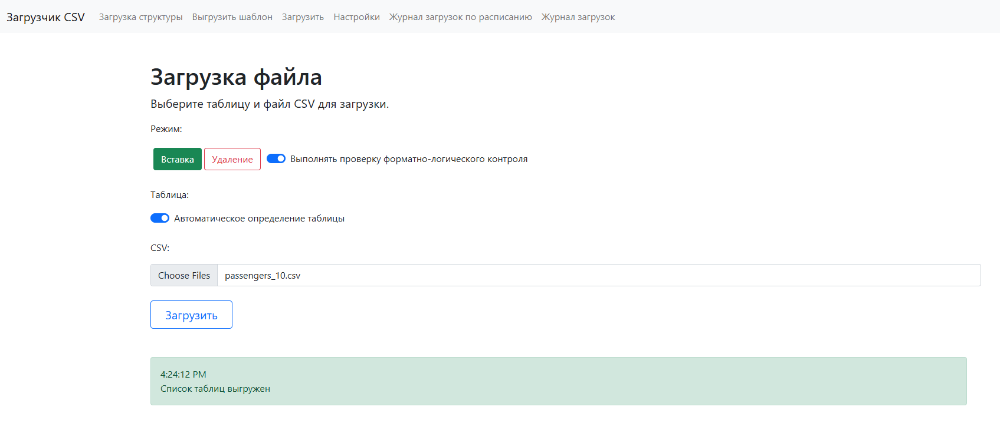 Загрузчик CSV Загрузка структуры Выгрузить шаблон Загрузить Настройки Журнал загрузок по расписанию Журнал загрузок
Загрузка файла
Выберите таблицу и файл CSV для загрузки.
Режим:
Вставка Удаление Выполнять проверку форматно-логического контроля
Таблица:
Автоматическое определение таблицы
CSV:
Choose Files passengers_10.csv
Загрузить
4:24:12 PM
Список таблиц выгружен